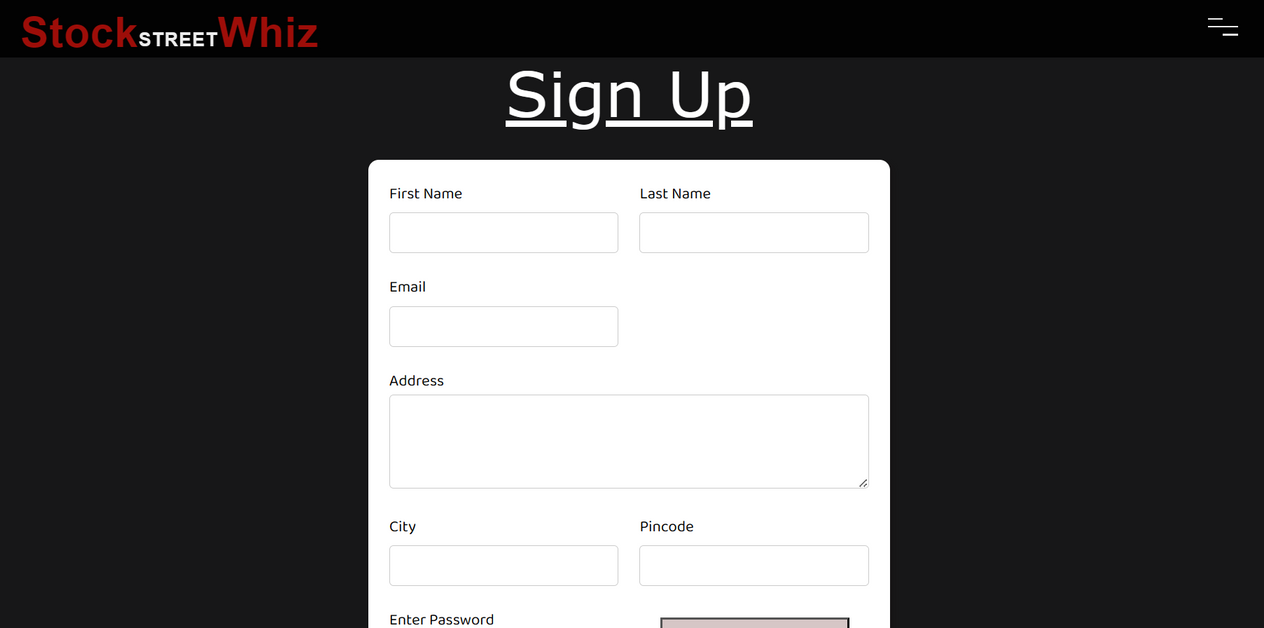 StockSTREETWhiz
Sign Up
First Name Last Name
Email
Address
City Pincode
Enter Password